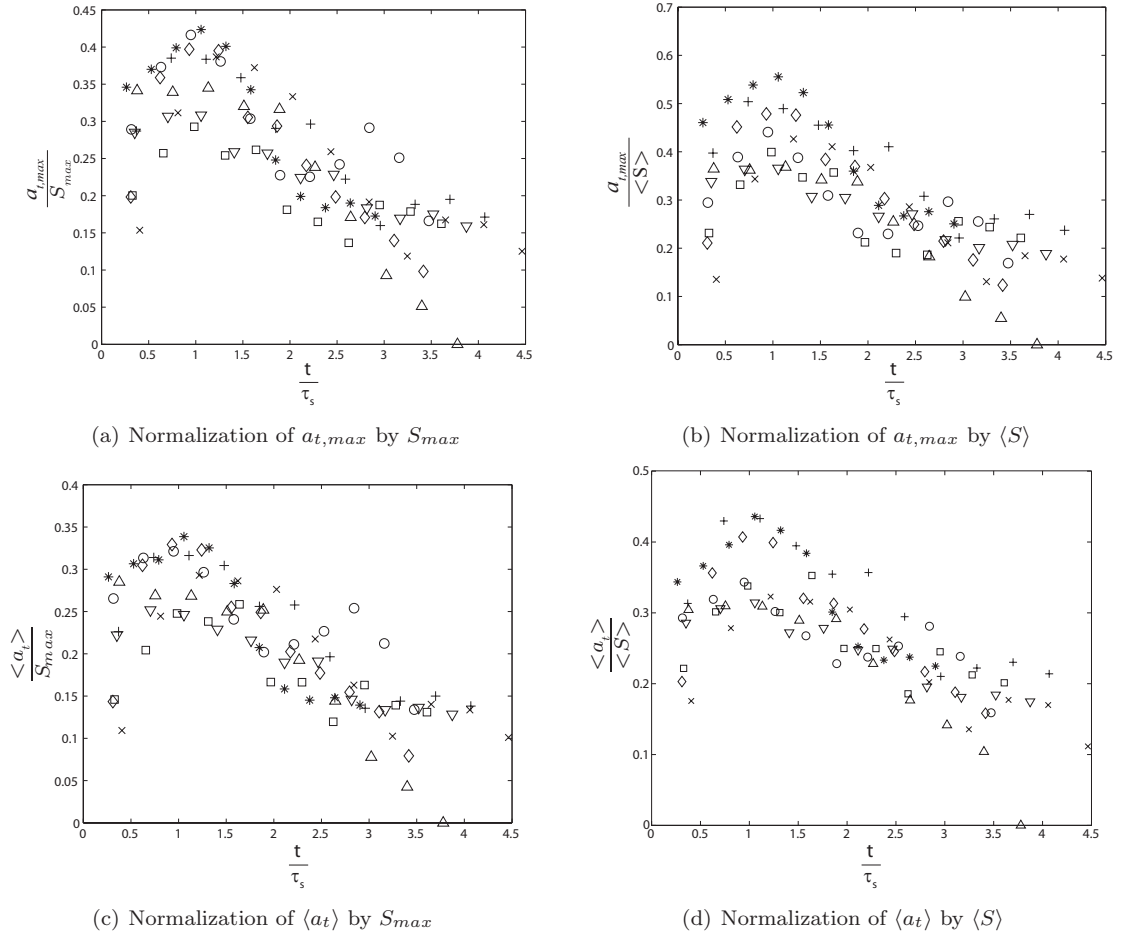 0.45
0.4
0.35
0.3
0.25
0.2
0.15
0.1
0.05
0
0 0.5 1 1.5 2 2.5 3 3.5 4 4.5
a_{t,max}
S_{max}
t
τ_s
(a) Normalization of a_{t,max} by S_{max}
0.7
0.6
0.5
0.4
0.3
0.2
0.1
0
0 0.5 1 1.5 2 2.5 3 3.5 4 4.5
a_{t,max}
<S>
t
τ_s
(b) Normalization of a_{t,max} by ⟨S⟩
0.4
0.35
0.3
0.25
0.2
0.15
0.1
0.05
0
0 0.5 1 1.5 2 2.5 3 3.5 4 4.5
<a_t>
S_{max}
t
τ_s
(c) Normalization of ⟨a_t⟩ by S_{max}
0.5
0.4
0.3
0.2
0.1
0
0 0.5 1 1.5 2 2.5 3 3.5 4 4.5
<a_t>
<S>
t
τ_s
(d) Normalization of ⟨a_t⟩ by ⟨S⟩